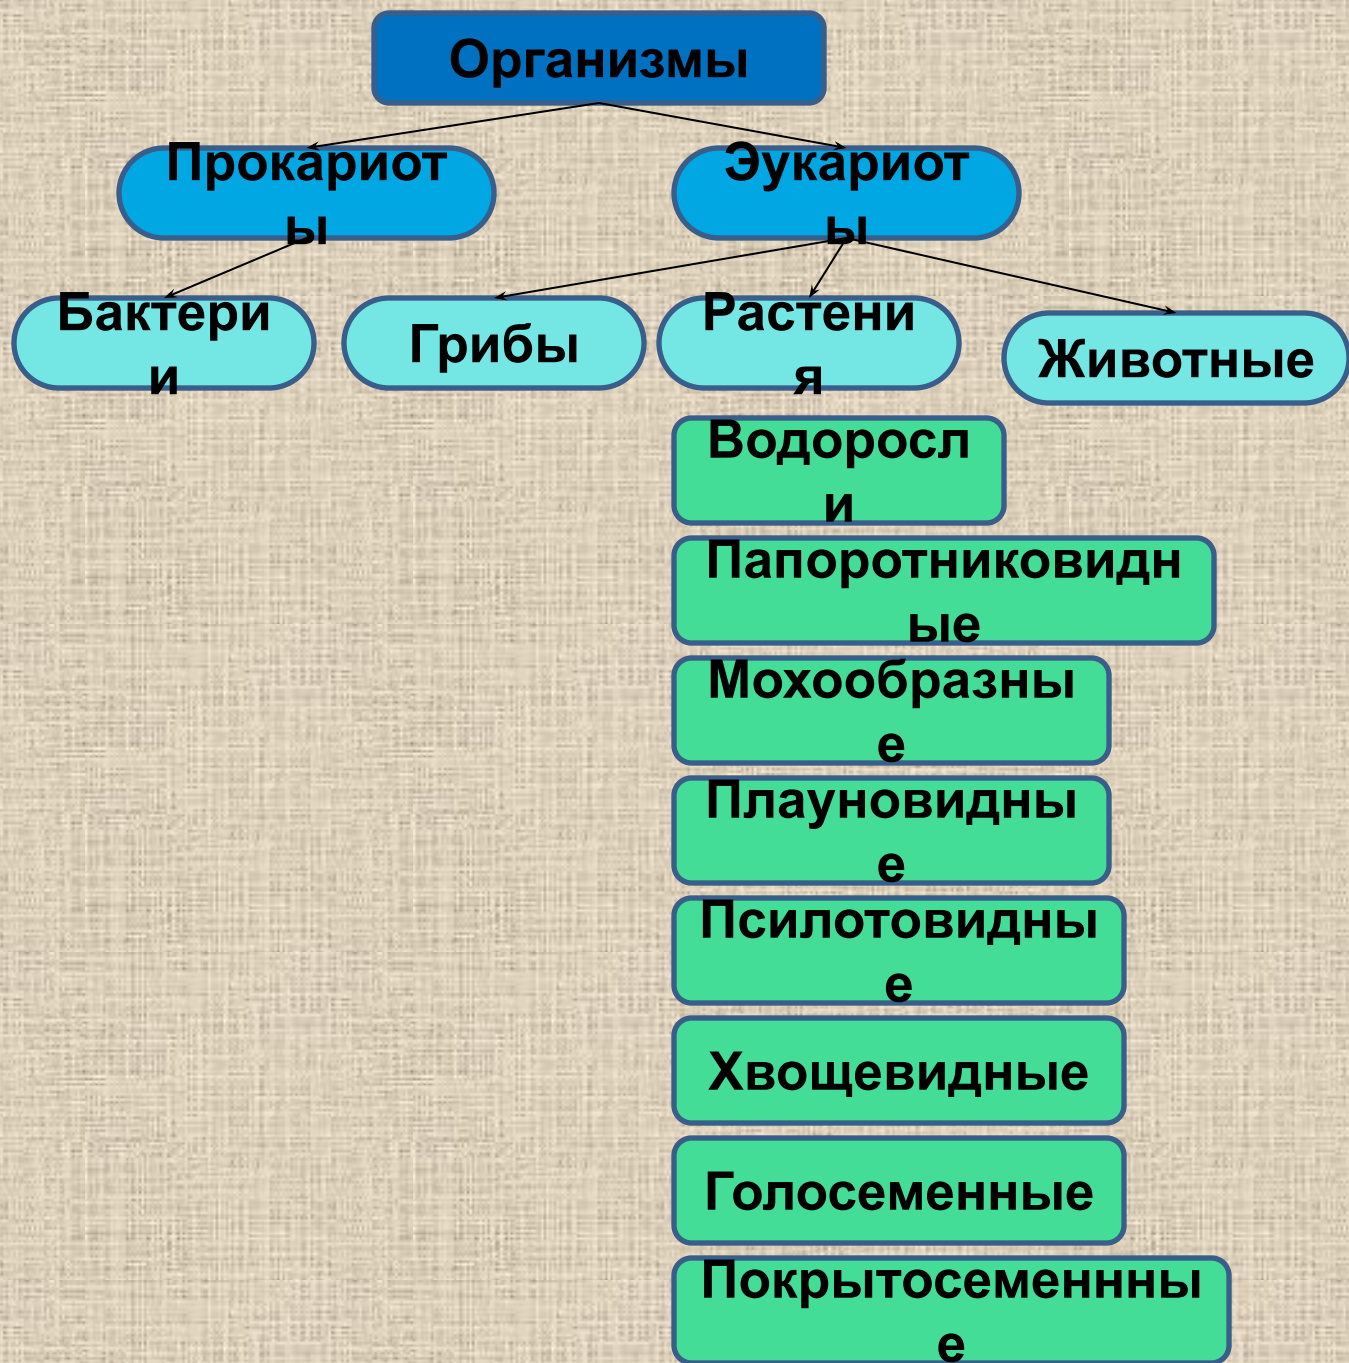 Организмы
Прокариот
ы
Эукариот
ы
Бактери
и
Грибы
Растени
я
Животные
Водоросл
и
Папоротниковидн
ые
Мохообразны
е
Плауновидны
е
Псилотовидны
е
Хвощевидные
Голосеменные
Покрытосеменнны
е